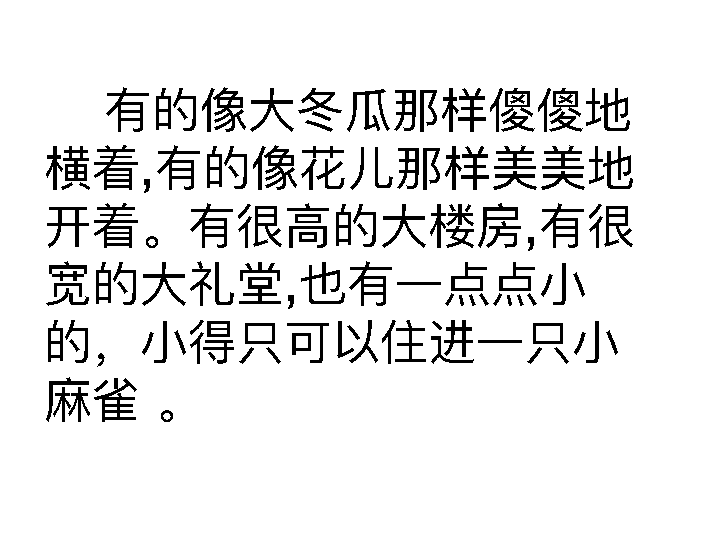 有的像大冬瓜那样傻傻地
横着,有的像花儿那样美美地
开着。有很高的大楼房,有很
宽的大礼堂,也有一点点小
的，小得只可以住进一只小
麻雀 。